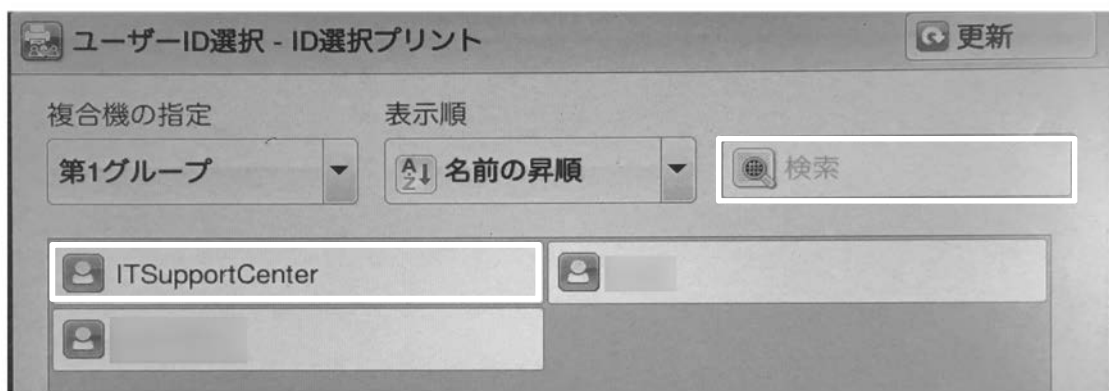 ユーザーID選択 - ID選択プリント
更新
複合機の指定
表示順
第1グループ
名前の昇順
検索
ITSupportCenter